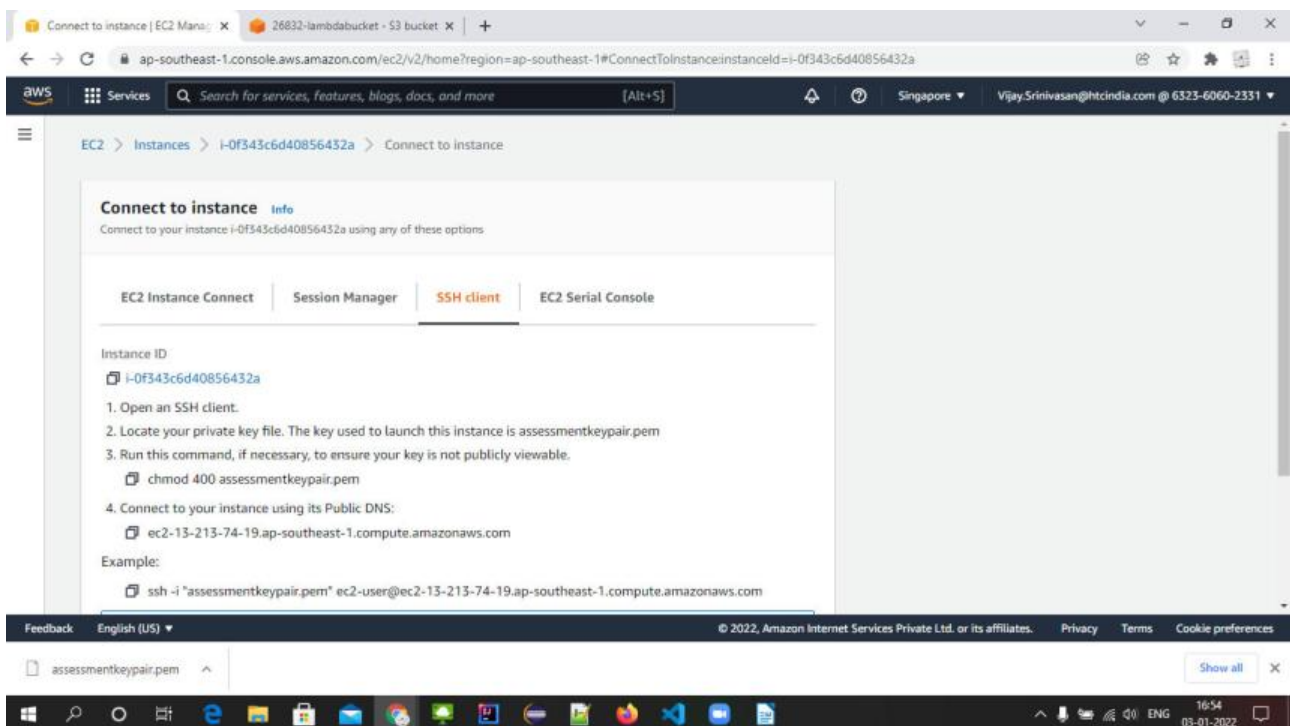 Connect to instance | EC2 Manag
26832-lambdabucket - S3 bucket
ap-southeast-1.console.aws.amazon.com/ec2/v2/home?region=ap-southeast-1#ConnectToInstance:instanceId=i-0f343c6d40856432a
aws Services Search for services, features, blogs, docs, and more [Alt+S] Singapore ▼ Vijay.Srinivasan@htcindia.com @ 6323-6060-2331 ▼
EC2 > Instances > i-0f343c6d40856432a > Connect to instance
Connect to instance Info
Connect to your instance i-0f343c6d40856432a using any of these options
EC2 Instance Connect Session Manager SSH client EC2 Serial Console
Instance ID
i-0f343c6d40856432a
1. Open an SSH client.
2. Locate your private key file. The key used to launch this instance is assessmentkeypair.pem
3. Run this command, if necessary, to ensure your key is not publicly viewable.
chmod 400 assessmentkeypair.pem
4. Connect to your instance using its Public DNS:
ec2-13-213-74-19.ap-southeast-1.compute.amazonaws.com
Example:
ssh -i "assessmentkeypair.pem" ec2-user@ec2-13-213-74-19.ap-southeast-1.compute.amazonaws.com
Feedback English (US) ▼ © 2022, Amazon Internet Services Private Ltd. or its affiliates. Privacy Terms Cookie preferences
assessmentkeypair.pem Show all
ENG 16:54
03-01-2022